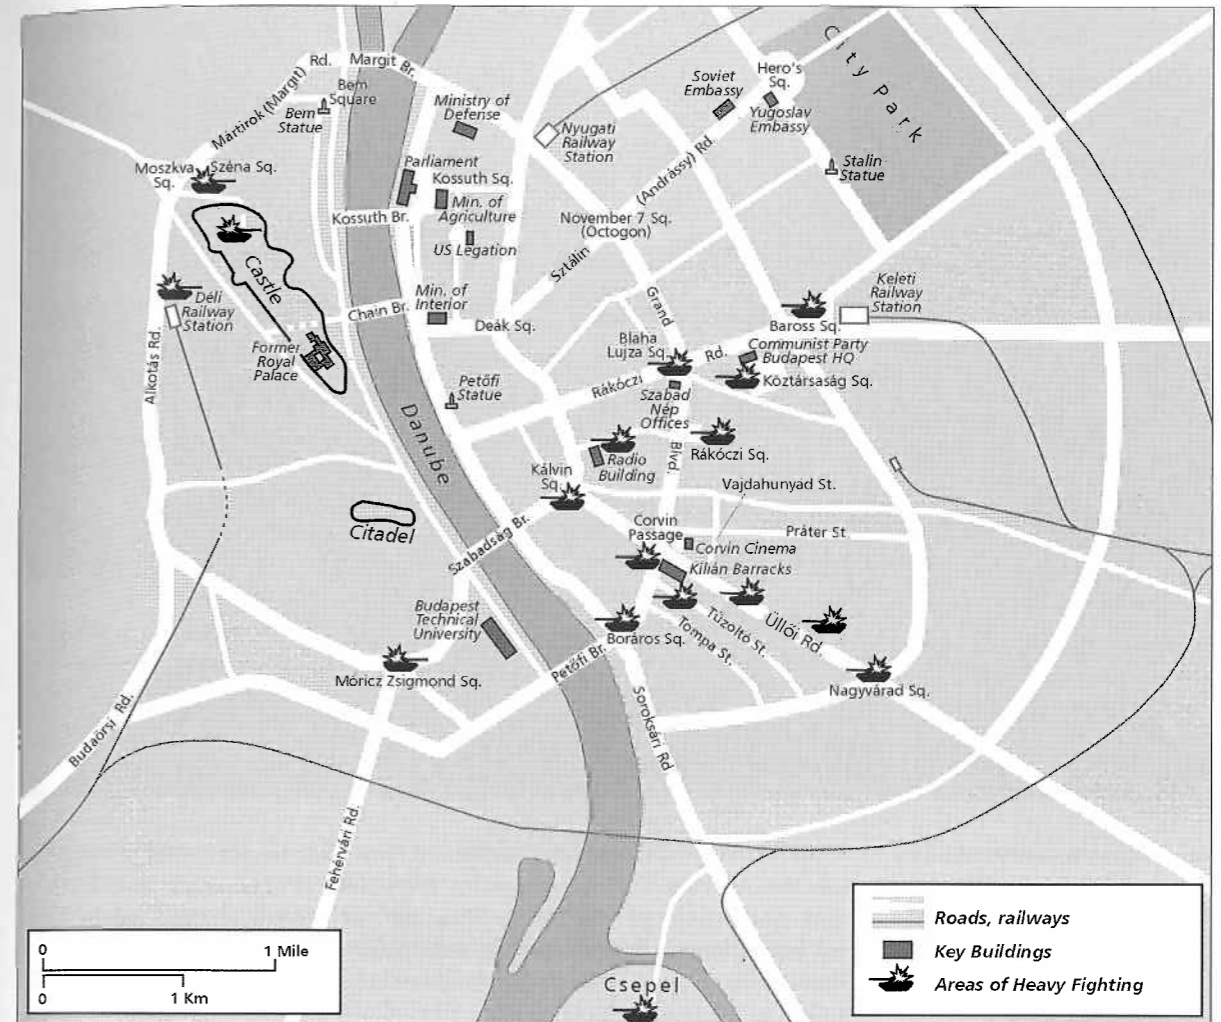 Rd.
Margit Br.
Mártirok (Margit)
Bem
Square
Bem
Statue
Ministry of
Defense
Soviet
Embassy
Hero's
Sq.
City Park
Yugoslav
Embassy
Nyugati
Railway
Station
Stalin
Statue
Moszkva
Sq.
Széna Sq.
Parliament
Kossuth Sq.
Min. of
Agriculture
Kossuth Br.
US Legation
(Andrássy) Rd.
November 7 Sq.
(Octogon)
Sztálin
Castle
Déli
Railway
Station
Chain Br.
Min. of
Interior
Deák Sq.
Grand
Keleti
Railway
Station
Baross Sq.
Former
Royal
Palace
Alkotás Rd.
Blaha
Lujza Sq.
Rd.
Communist Party
Budapest HQ
Köztársaság Sq.
Petőfi
Statue
Rákóczi
Szabad
Nép
Offices
Danube
Radio
Building
Blvd.
Rákóczi Sq.
Kálvin
Sq.
Vajdahunyad St.
Citadel
Szabadság Br.
Corvin
Passage
Práter St.
Corvin Cinema
Kilián Barracks
Budapest
Technical
University
Boráros Sq.
Tompa St.
Tűzoltó St.
Üllői Rd.
Móricz Zsigmond Sq.
Petőfi Br.
Nagyvárad Sq.
Soroksári Rd
Budaörsi Rd.
Fehérvári Rd.
Csepel
0
1 Mile
0
1 Km
Roads, railways
Key Buildings
Areas of Heavy Fighting